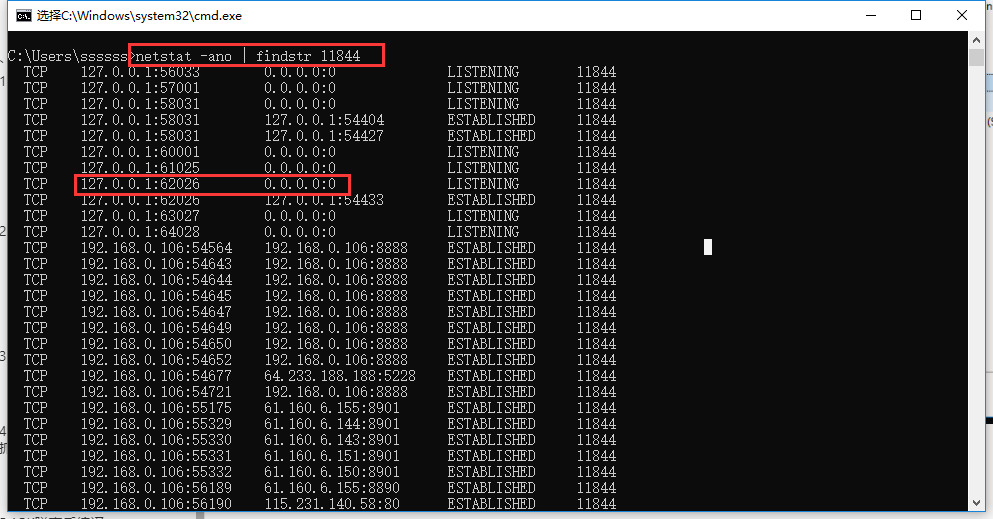 选择C:\Windows\system32\cmd.exe
C:\Users\ssssss>netstat -ano | findstr 11844
TCP 127.0.0.1:56033 0.0.0.0:0 LISTENING 11844
TCP 127.0.0.1:57001 0.0.0.0:0 LISTENING 11844
TCP 127.0.0.1:58031 0.0.0.0:0 LISTENING 11844
TCP 127.0.0.1:58031 127.0.0.1:54404 ESTABLISHED 11844
TCP 127.0.0.1:58031 127.0.0.1:54427 ESTABLISHED 11844
TCP 127.0.0.1:60001 0.0.0.0:0 LISTENING 11844
TCP 127.0.0.1:61025 0.0.0.0:0 LISTENING 11844
TCP 127.0.0.1:62026 0.0.0.0:0 LISTENING 11844
TCP 127.0.0.1:62026 127.0.0.1:54433 ESTABLISHED 11844
TCP 127.0.0.1:63027 0.0.0.0:0 LISTENING 11844
TCP 127.0.0.1:64028 0.0.0.0:0 LISTENING 11844
TCP 192.168.0.106:54564 192.168.0.106:8888 ESTABLISHED 11844
TCP 192.168.0.106:54643 192.168.0.106:8888 ESTABLISHED 11844
TCP 192.168.0.106:54644 192.168.0.106:8888 ESTABLISHED 11844
TCP 192.168.0.106:54645 192.168.0.106:8888 ESTABLISHED 11844
TCP 192.168.0.106:54647 192.168.0.106:8888 ESTABLISHED 11844
TCP 192.168.0.106:54649 192.168.0.106:8888 ESTABLISHED 11844
TCP 192.168.0.106:54650 192.168.0.106:8888 ESTABLISHED 11844
TCP 192.168.0.106:54652 192.168.0.106:8888 ESTABLISHED 11844
TCP 192.168.0.106:54677 64.233.188.188:5228 ESTABLISHED 11844
TCP 192.168.0.106:54721 192.168.0.106:8888 ESTABLISHED 11844
TCP 192.168.0.106:55175 61.160.6.155:8901 ESTABLISHED 11844
TCP 192.168.0.106:55329 61.160.6.144:8901 ESTABLISHED 11844
TCP 192.168.0.106:55330 61.160.6.143:8901 ESTABLISHED 11844
TCP 192.168.0.106:55331 61.160.6.151:8901 ESTABLISHED 11844
TCP 192.168.0.106:55332 61.160.6.150:8901 ESTABLISHED 11844
TCP 192.168.0.106:56189 61.160.6.155:8890 ESTABLISHED 11844
TCP 192.168.0.106:56190 115.231.140.58:80 ESTABLISHED 11844